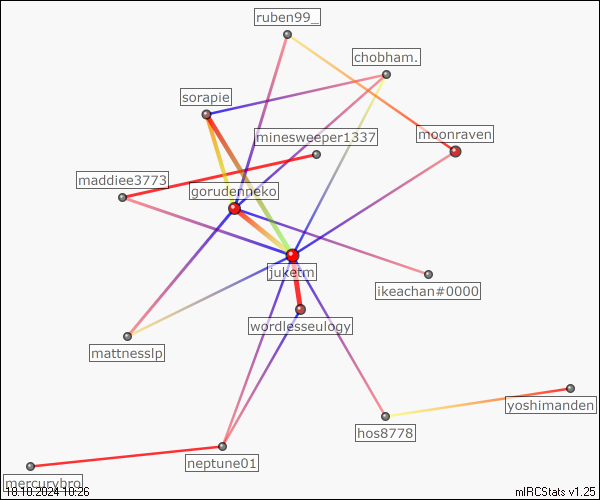 ruben99_
chobham.
sorapie
moonraven
minesweeper1337
maddiee3773
gorudenneko
juketm
ikeachan#0000
wordlesseulogy
mattnesslp
yoshimanden
hos8778
neptune01
mercurybro
10.10.2024 10:26
mIRCStats v1.25